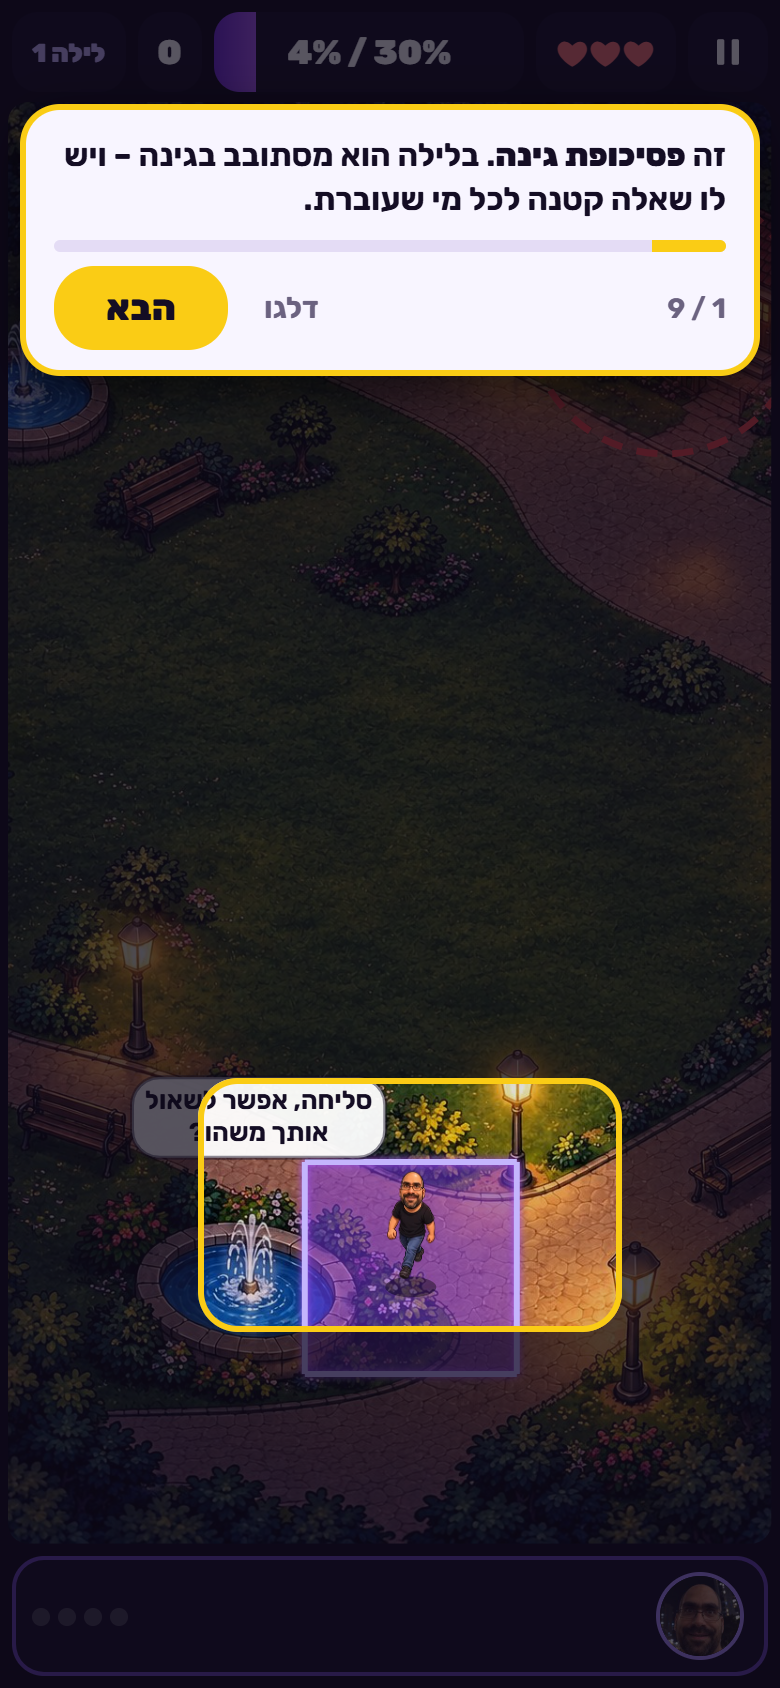 לילה 1
0
4% / 30%
זה פסיכופת גינה. בלילה הוא מסתובב בגינה – ויש
לו שאלה קטנה לכל מי שעוברת.
1 / 9
דלגו
הבא
סליחה, אפשר לשאול
אותך משהו?